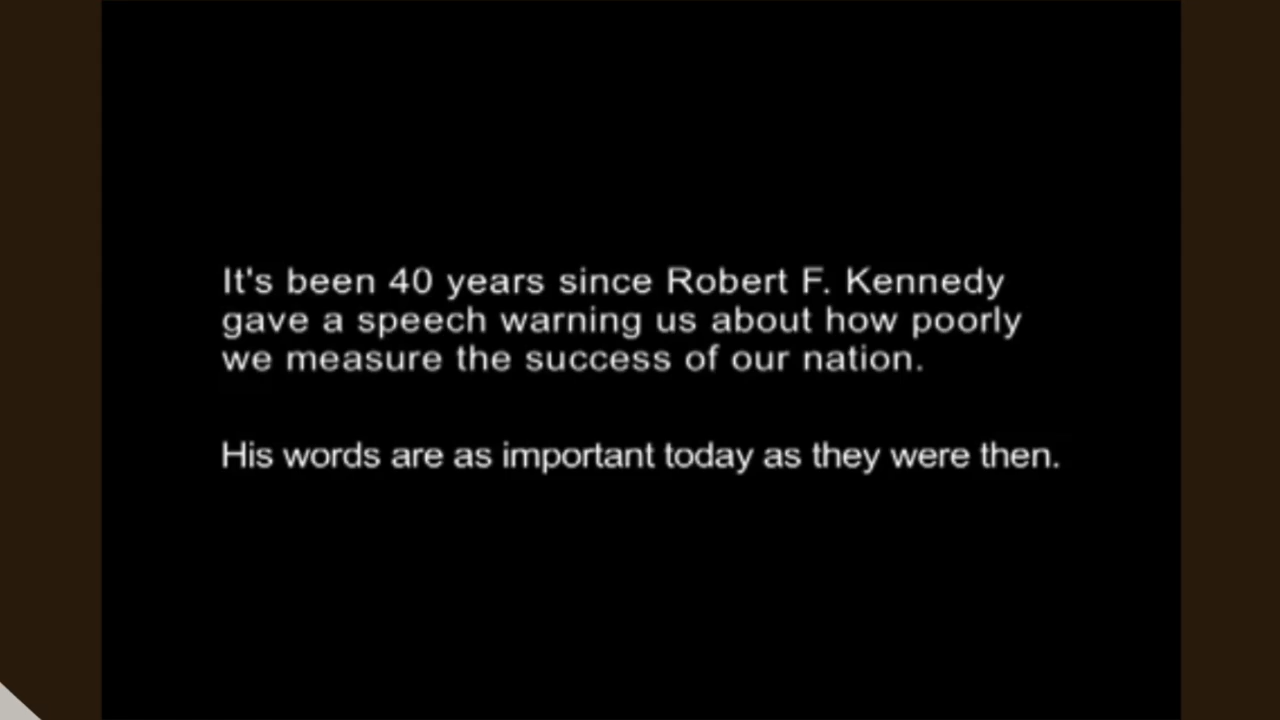 It's been 40 years since Robert F. Kennedy
gave a speech warning us about how poorly
we measure the success of our nation.
His words are as important today as they were then.